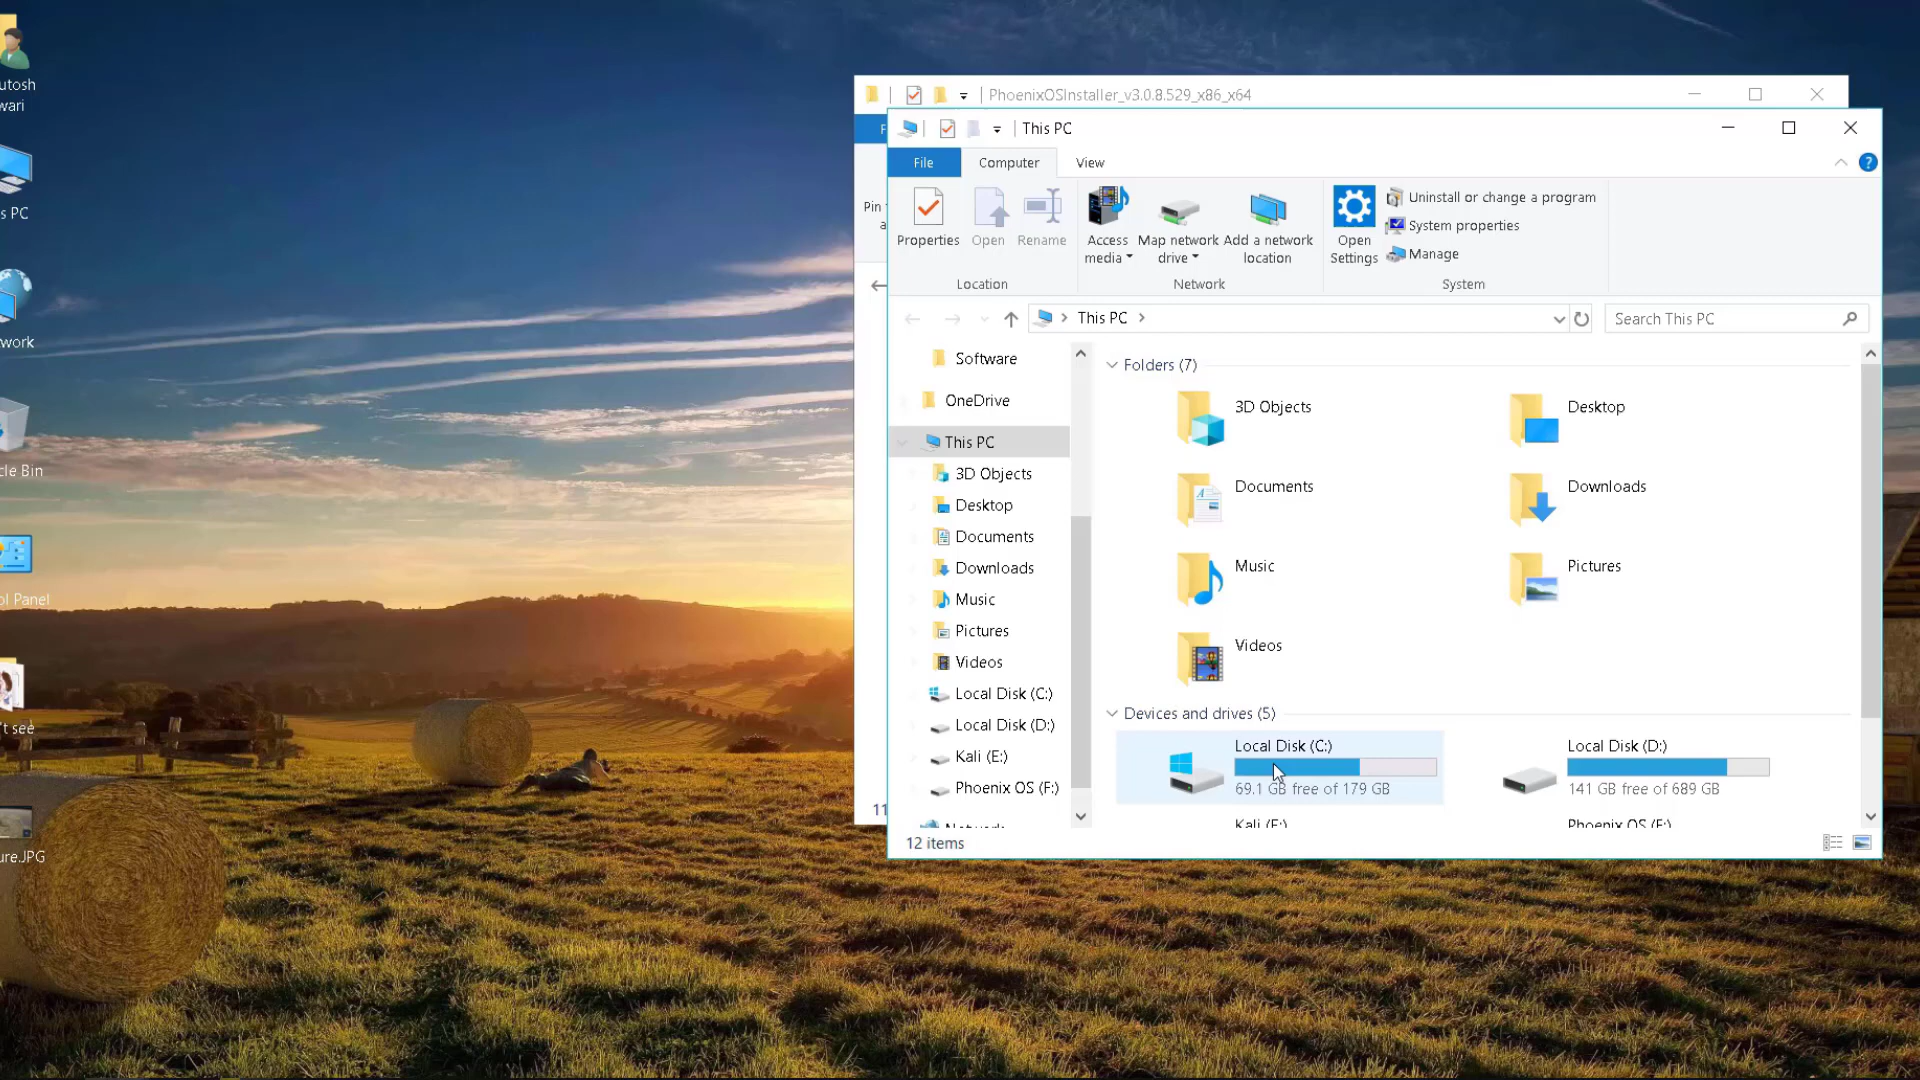 utosh
wari
s PC
work
cle Bin
ol Panel
't see
ure.JPG
PhoenixOSInstaller_v3.0.8.529_x86_x64
F
Pin
a
11
This PC
File
Computer
View
Properties
Open
Rename
Access media
Map network drive
Add a network location
Open Settings
Uninstall or change a program
System properties
Manage
Location
Network
System
This PC
Search This PC
Software
OneDrive
This PC
3D Objects
Desktop
Documents
Downloads
Music
Pictures
Videos
Local Disk (C:)
Local Disk (D:)
Kali (E:)
Phoenix OS (F:)
Network
Folders (7)
3D Objects
Desktop
Documents
Downloads
Music
Pictures
Videos
Devices and drives (5)
Local Disk (C:)
69.1 GB free of 179 GB
Local Disk (D:)
141 GB free of 689 GB
Kali (E:)
Phoenix OS (F:)
12 items